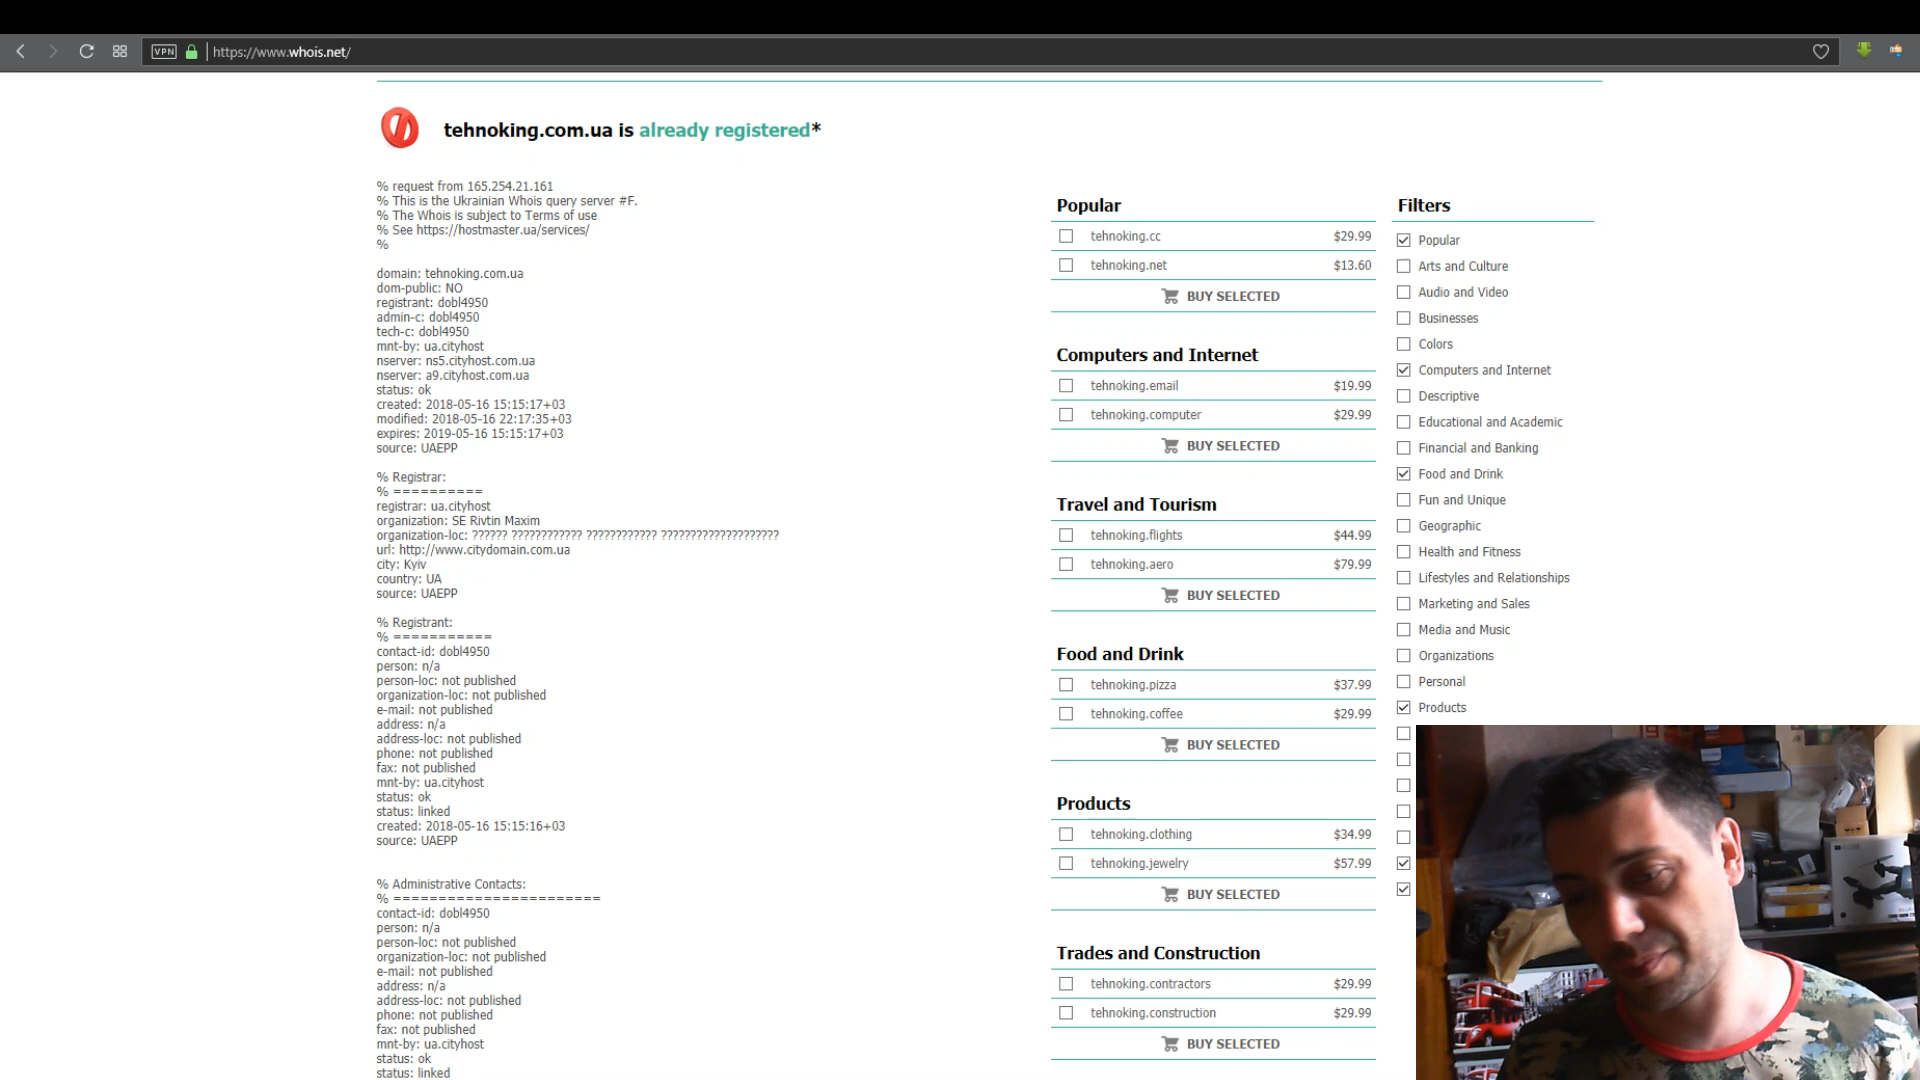 VPN https://www.whois.net/
tehnoking.com.ua is already registered*
% request from 165.254.21.161
% This is the Ukrainian Whois query server #F.
% The Whois is subject to Terms of use
% See https://hostmaster.ua/services/
%
domain: tehnoking.com.ua
dom-public: NO
registrant: dobl4950
admin-c: dobl4950
tech-c: dobl4950
mnt-by: ua.cityhost
nserver: ns5.cityhost.com.ua
nserver: a9.cityhost.com.ua
status: ok
created: 2018-05-16 15:15:17+03
modified: 2018-05-16 22:17:35+03
expires: 2019-05-16 15:15:17+03
source: UAEPP
% Registrar:
% ==========
registrar: ua.cityhost
organization: SE Rivtin Maxim
organization-loc: ?????? ???????????? ???????????? ????????????????????
url: http://www.citydomain.com.ua
city: Kyiv
country: UA
source: UAEPP
% Registrant:
% ===========
contact-id: dobl4950
person: n/a
person-loc: not published
organization-loc: not published
e-mail: not published
address: n/a
address-loc: not published
phone: not published
fax: not published
mnt-by: ua.cityhost
status: ok
status: linked
created: 2018-05-16 15:15:16+03
source: UAEPP
% Administrative Contacts:
% =======================
contact-id: dobl4950
person: n/a
person-loc: not published
organization-loc: not published
e-mail: not published
address: n/a
address-loc: not published
phone: not published
fax: not published
mnt-by: ua.cityhost
status: ok
status: linked
Popular
tehnoking.cc $29.99
tehnoking.net $13.60
BUY SELECTED
Computers and Internet
tehnoking.email $19.99
tehnoking.computer $29.99
BUY SELECTED
Travel and Tourism
tehnoking.flights $44.99
tehnoking.aero $79.99
BUY SELECTED
Food and Drink
tehnoking.pizza $37.99
tehnoking.coffee $29.99
BUY SELECTED
Products
tehnoking.clothing $34.99
tehnoking.jewelry $57.99
BUY SELECTED
Trades and Construction
tehnoking.contractors $29.99
tehnoking.construction $29.99
BUY SELECTED
Filters
Popular
Arts and Culture
Audio and Video
Businesses
Colors
Computers and Internet
Descriptive
Educational and Academic
Financial and Banking
Food and Drink
Fun and Unique
Geographic
Health and Fitness
Lifestyles and Relationships
Marketing and Sales
Media and Music
Organizations
Personal
Products